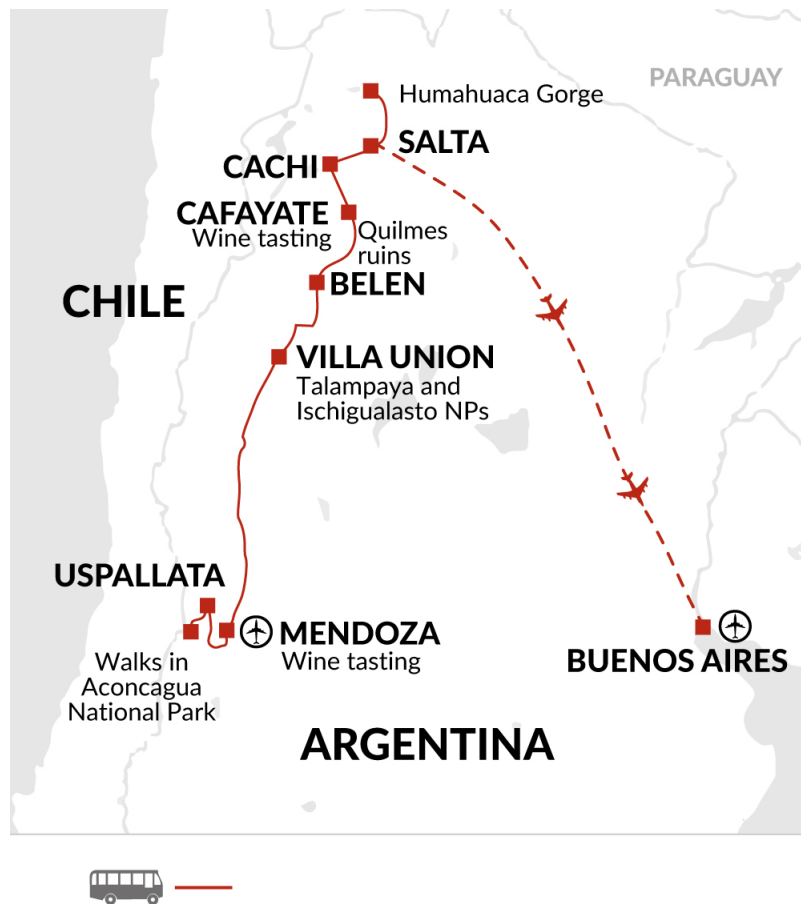 PARAGUAY
Humahuaca Gorge
SALTA
CACHI
CAFAYATE
Wine tasting
Quilmes
ruins
BELEN
CHILE
VILLA UNION
Talampaya and
Ischigualasto NPs
USPALLATA
MENDOZA
Wine tasting
Walks in
Aconcagua
National Park
BUENOS AIRES
ARGENTINA